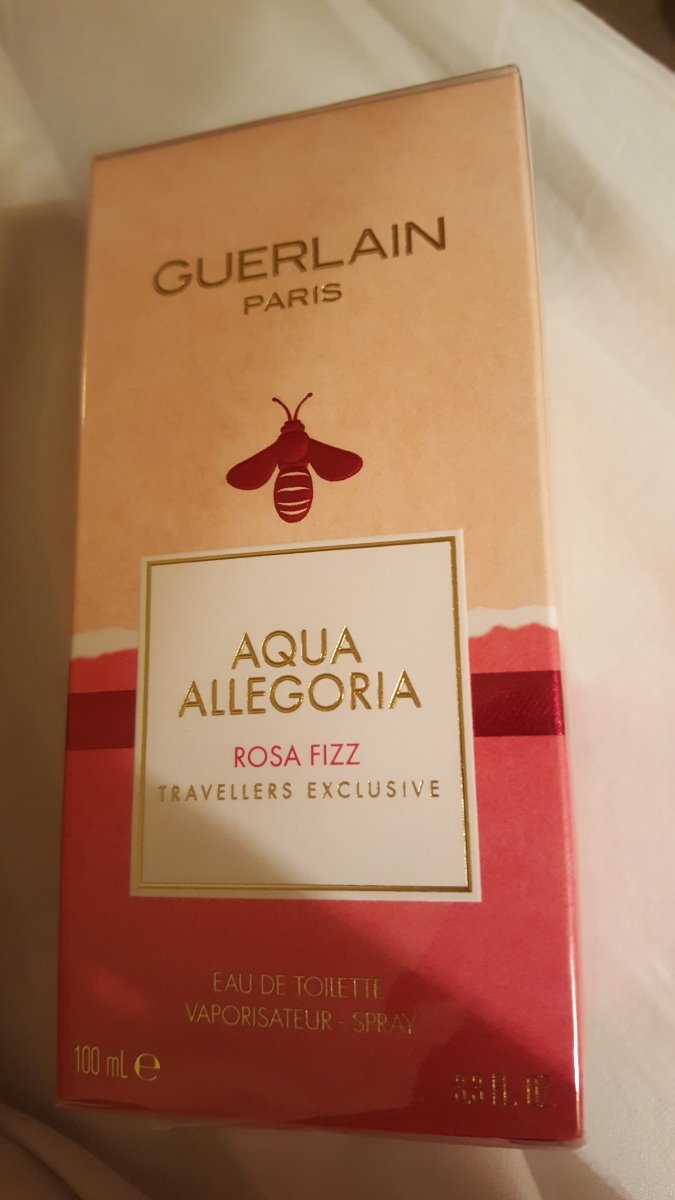 GUERLAIN
PARIS
AQUA
ALLEGORIA
ROSA FIZZ
TRAVELLERS EXCLUSIVE
EAU DE TOILETTE
VAPORISATEUR - SPRAY
100 mL ℮
3,3 fl. oz